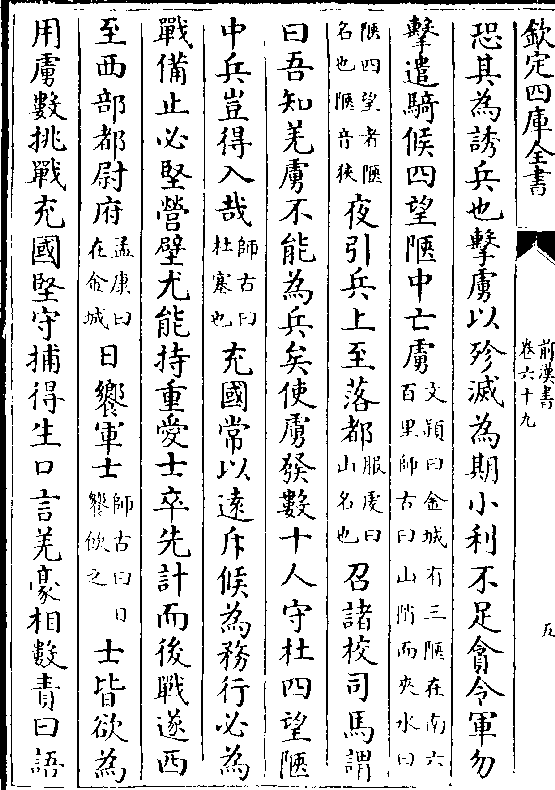 欽定四庫全書
前漢書
卷六十九
五
恐其為誘兵也擊虜以殄滅為期小利不足貪令軍勿
擊遣騎候四望陿中亡虜文穎曰金城有三陿在南六百里師古曰山陗而夾水曰
陿四望者陿名也陿音狹夜引兵上至落都服䖍曰山名也召諸校司馬謂
曰吾知羌虜不能為兵矣使虜發數十人守杜四望陿
中兵豈得入哉師古曰杜塞也充國常以遠斥候為務行必為
戰備止必堅營壁尤能持重愛士卒先計而後戰遂西
至西部都尉府孟康曰在金城日饗軍士師古曰日饗飲之士皆欲為
用虜數挑戰充國堅守捕得生口言羌豪相數責曰語